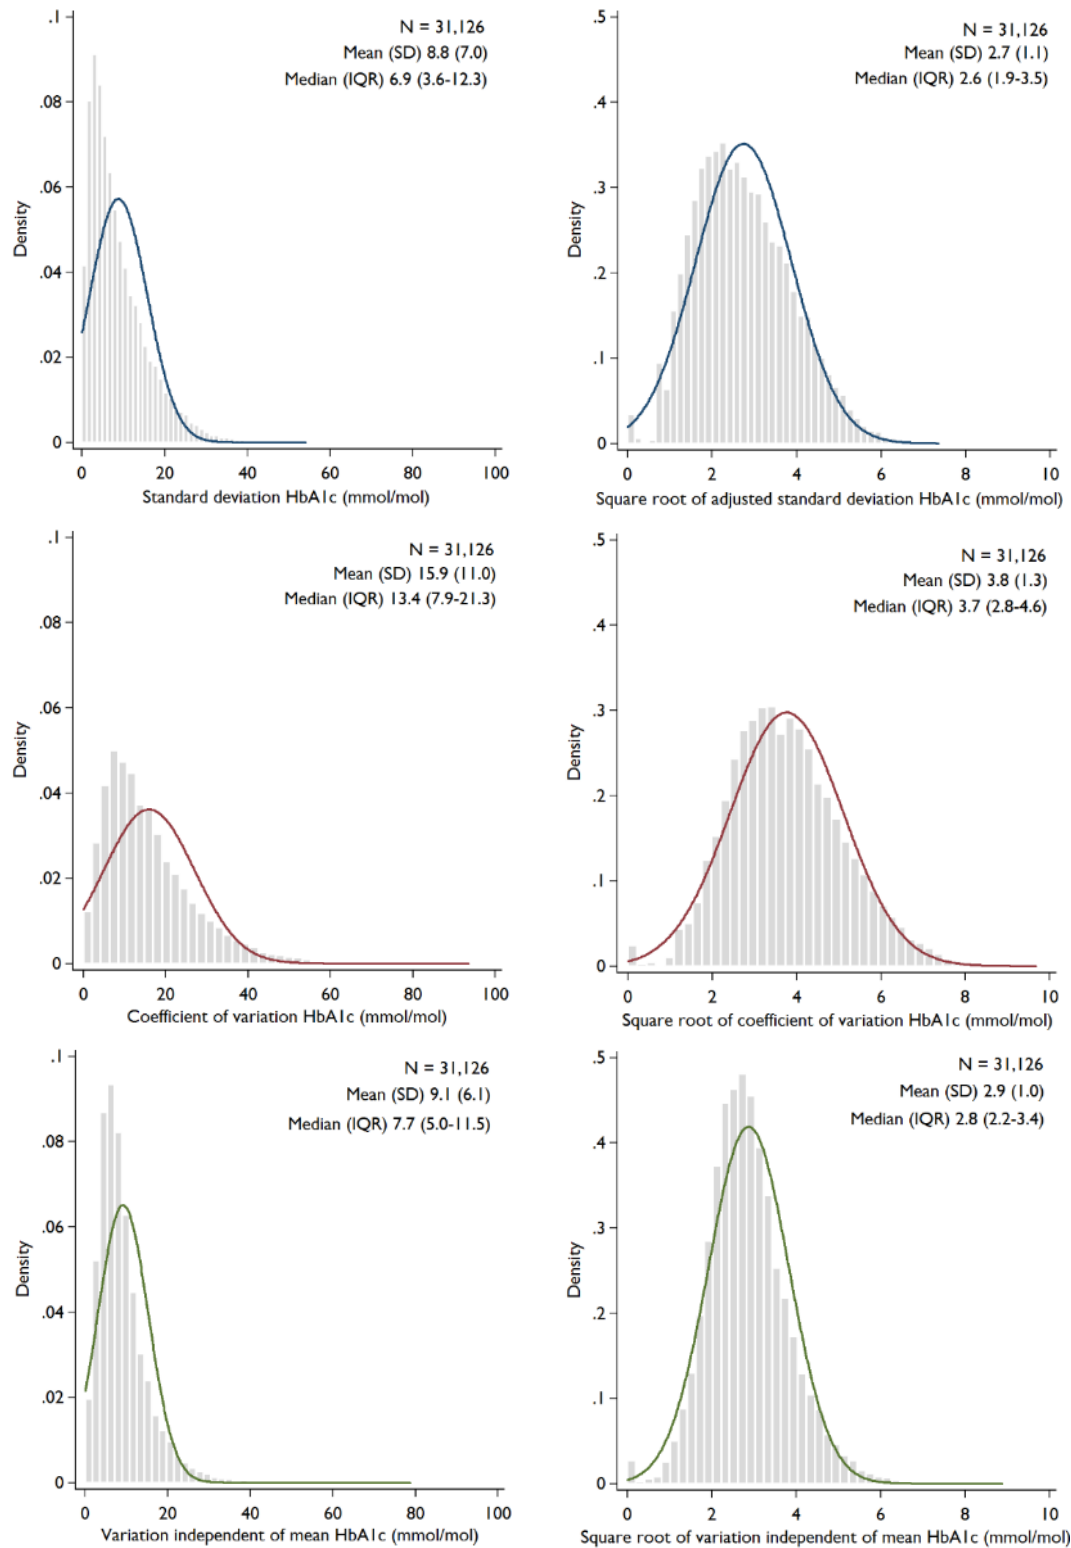 .1
.08
.06
.04
.02
0
Density
N = 31,126
Mean (SD) 8.8 (7.0)
Median (IQR) 6.9 (3.6-12.3)
0 20 40 60 80 100
Standard deviation HbA1c (mmol/mol)
.5
.4
.3
.2
.1
0
Density
N = 31,126
Mean (SD) 2.7 (1.1)
Median (IQR) 2.6 (1.9-3.5)
0 2 4 6 8 10
Square root of adjusted standard deviation HbA1c (mmol/mol)
.1
.08
.06
.04
.02
0
Density
N = 31,126
Mean (SD) 15.9 (11.0)
Median (IQR) 13.4 (7.9-21.3)
0 20 40 60 80 100
Coefficient of variation HbA1c (mmol/mol)
.5
.4
.3
.2
.1
0
Density
N = 31,126
Mean (SD) 3.8 (1.3)
Median (IQR) 3.7 (2.8-4.6)
0 2 4 6 8 10
Square root of coefficient of variation HbA1c (mmol/mol)
.1
.08
.06
.04
.02
0
Density
N = 31,126
Mean (SD) 9.1 (6.1)
Median (IQR) 7.7 (5.0-11.5)
0 20 40 60 80 100
Variation independent of mean HbA1c (mmol/mol)
.5
.4
.3
.2
.1
0
Density
N = 31,126
Mean (SD) 2.9 (1.0)
Median (IQR) 2.8 (2.2-3.4)
0 2 4 6 8 10
Square root of variation independent of mean HbA1c (mmol/mol)